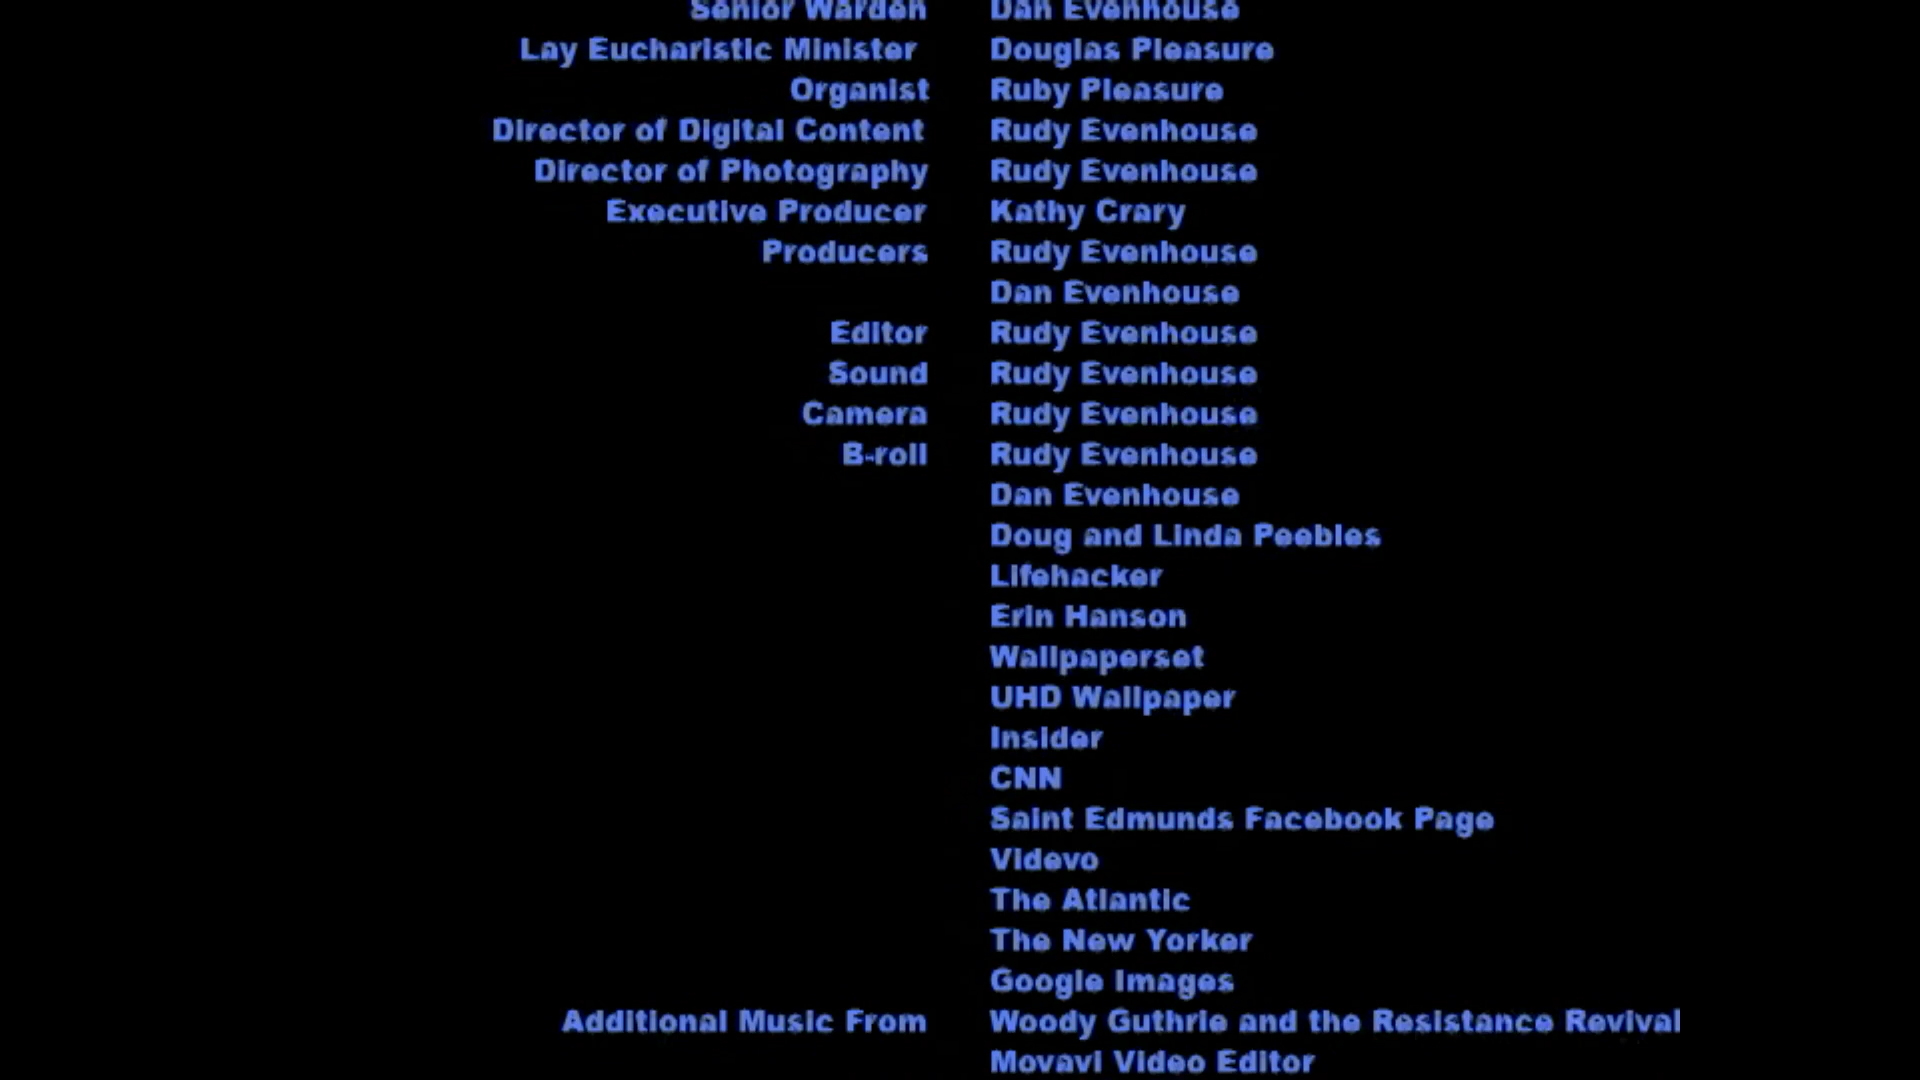 Senior Warden Dan Evenhouse
Lay Eucharistic Minister Douglas Pleasure
Organist Ruby Pleasure
Director of Digital Content Rudy Evenhouse
Director of Photography Rudy Evenhouse
Executive Producer Kathy Crary
Producers Rudy Evenhouse
Dan Evenhouse
Editor Rudy Evenhouse
Sound Rudy Evenhouse
Camera Rudy Evenhouse
B-roll Rudy Evenhouse
Dan Evenhouse
Doug and Linda Peebles
Lifehacker
Erin Hanson
Wallpaperset
UHD Wallpaper
Insider
CNN
Saint Edmunds Facebook Page
Videvo
The Atlantic
The New Yorker
Google Images
Additional Music From Woody Guthrie and the Resistance Revival
Movavi Video Editor